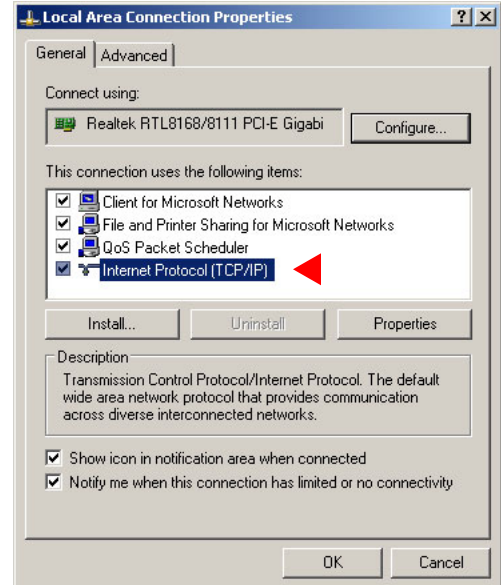 Local Area Connection Properties
General
Advanced
Connect using:
Realtek RTL8168/8111 PCI-E Gigabi
Configure...
This connection uses the following items:
Client for Microsoft Networks
File and Printer Sharing for Microsoft Networks
QoS Packet Scheduler
Internet Protocol (TCP/IP)
Install...
Uninstall
Properties
Description
Transmission Control Protocol/Internet Protocol. The default
wide area network protocol that provides communication
across diverse interconnected networks.
Show icon in notification area when connected
Notify me when this connection has limited or no connectivity
OK
Cancel